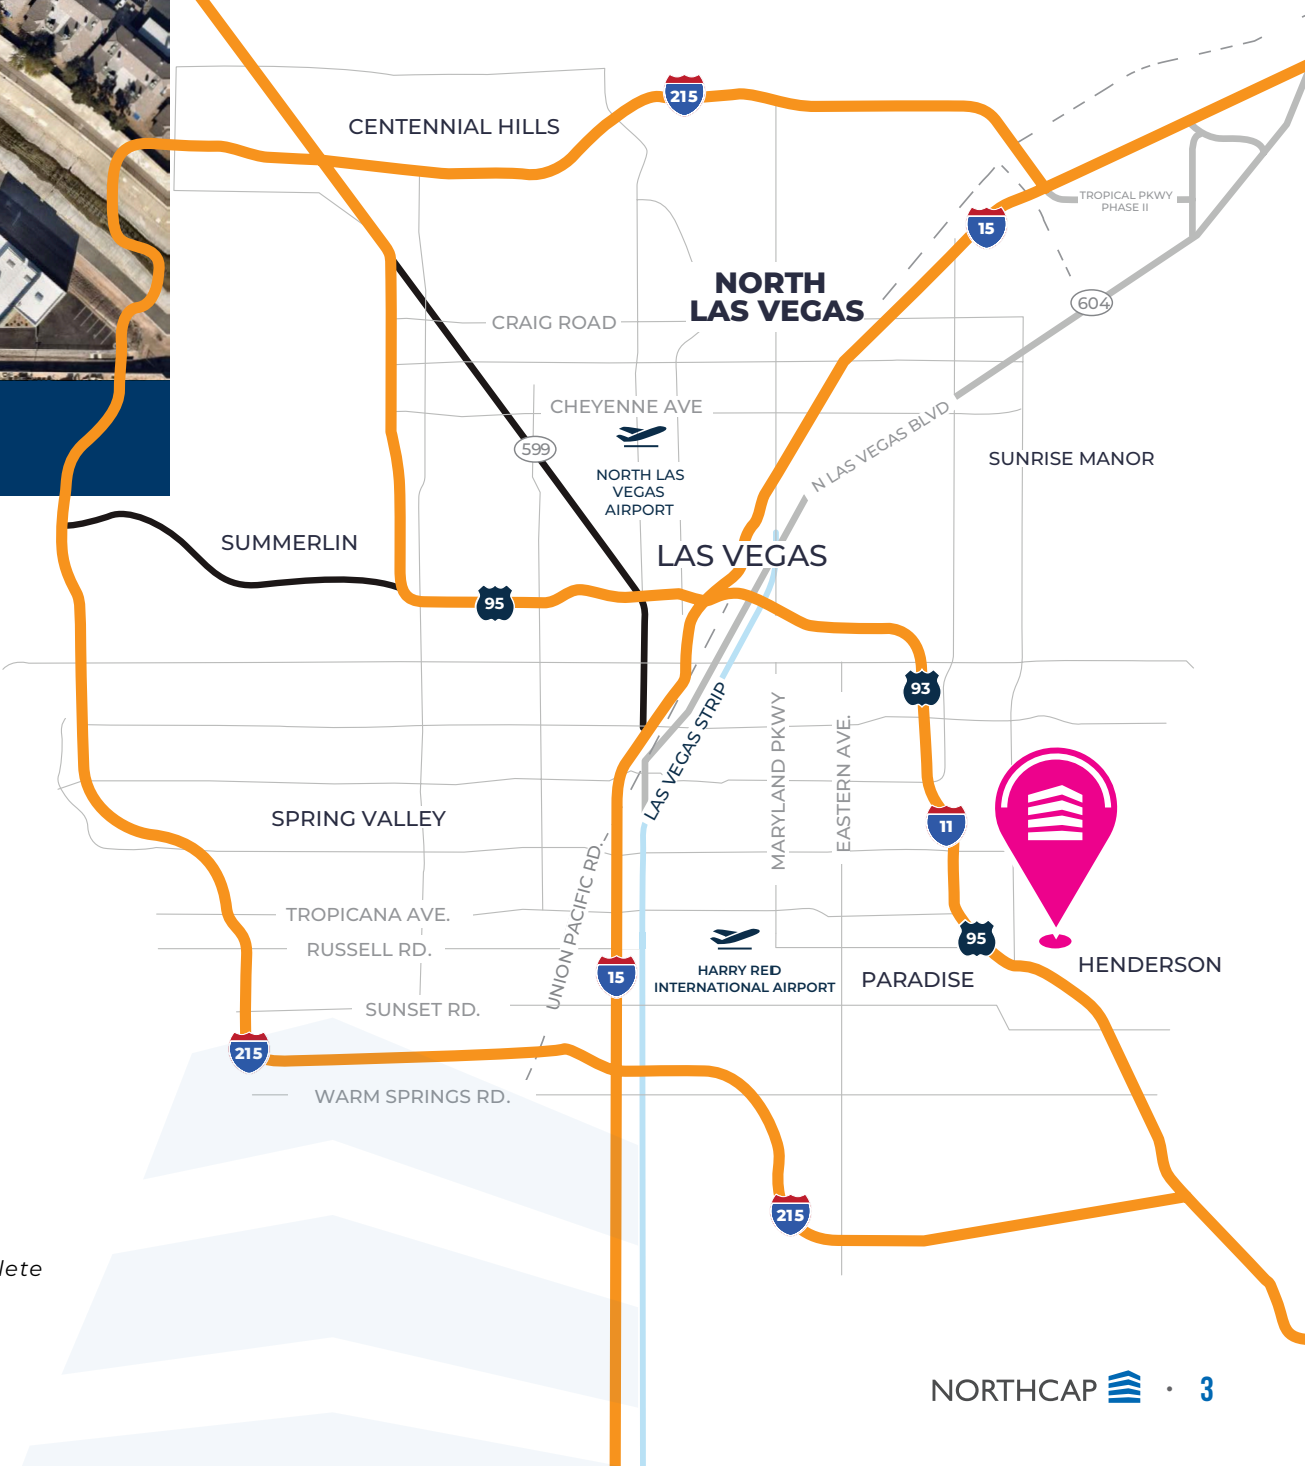 215
CENTENNIAL HILLS
TROPICAL PKWY
PHASE II
15
NORTH
LAS VEGAS
604
CRAIG ROAD
CHEYENNE AVE
N LAS VEGAS BLVD
599
SUNRISE MANOR
NORTH LAS
VEGAS
AIRPORT
SUMMERLIN
LAS VEGAS
95
93
LAS VEGAS STRIP
MARYLAND PKWY
EASTERN AVE.
SPRING VALLEY
11
UNION PACIFIC RD.
TROPICANA AVE.
RUSSELL RD.
95
15
HARRY REID
INTERNATIONAL AIRPORT
PARADISE
HENDERSON
SUNSET RD.
215
WARM SPRINGS RD.
215
lete
NORTHCAP · 3